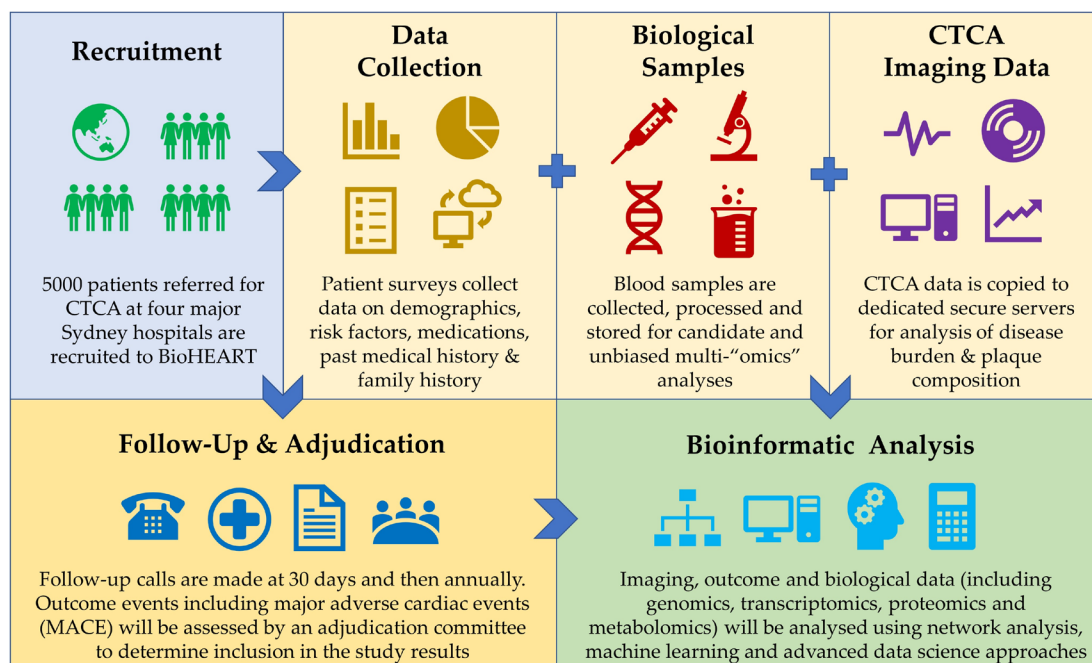 Recruitment
5000 patients referred for
CTCA at four major
Sydney hospitals are
recruited to BioHEART
Data
Collection
Patient surveys collect
data on demographics,
risk factors, medications,
past medical history &
family history
Biological
Samples
Blood samples are
collected, processed and
stored for candidate and
unbiased multi-“omics”
analyses
CTCA
Imaging Data
CTCA data is copied to
dedicated secure servers
for analysis of disease
burden & plaque
composition
Follow-Up & Adjudication
Follow-up calls are made at 30 days and then annually.
Outcome events including major adverse cardiac events
(MACE) will be assessed by an adjudication committee
to determine inclusion in the study results
Bioinformatic Analysis
Imaging, outcome and biological data (including
genomics, transcriptomics, proteomics and
metabolomics) will be analysed using network analysis,
machine learning and advanced data science approaches